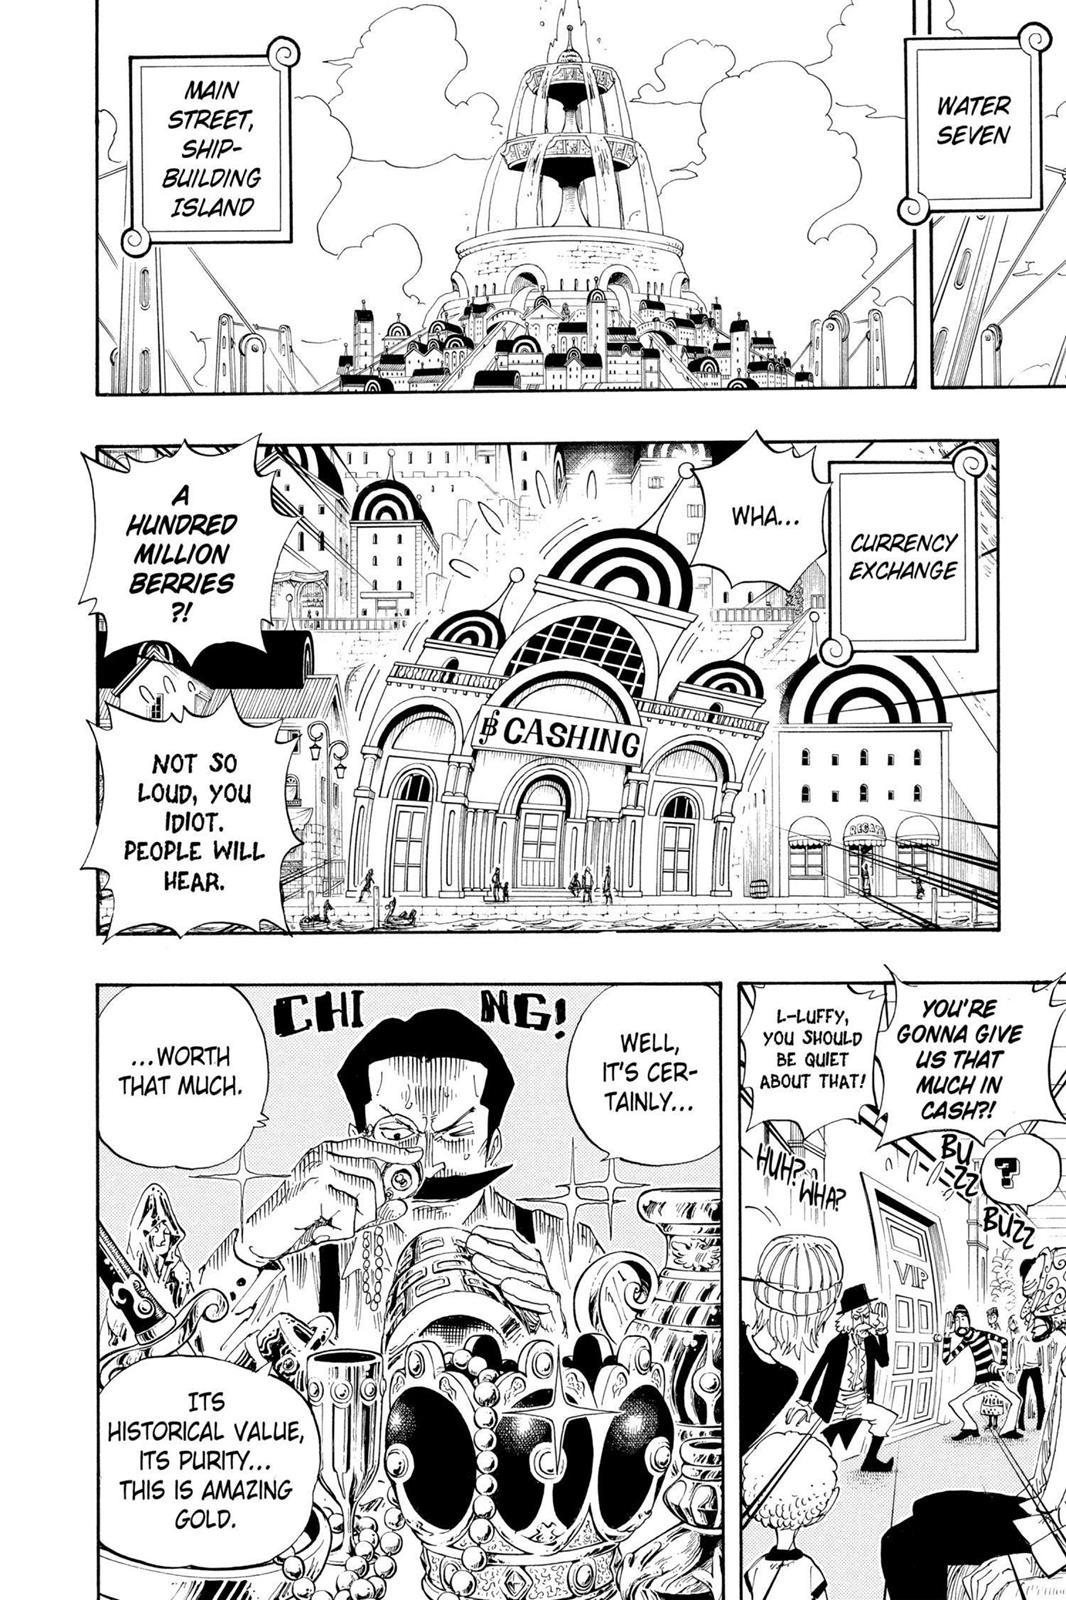 WATER
SEVEN
MAIN
STREET,
SHIP-
BUILDING
ISLAND
CURRENCY
EXCHANGE
WHA...
A
HUNDRED
MILLION
BERRIES
?!
NOT SO
LOUD, YOU
IDIOT.
PEOPLE WILL
HEAR.
B CASHING
REGAT
YOU'RE
GONNA GIVE
US THAT
MUCH IN
CASH?!
L-LUFFY,
YOU SHOULD
BE QUIET
ABOUT THAT!
HUH?
WHA?
BUZZ
?
BUZZ
VIP
CHING!
WELL,
IT'S CER-
TAINLY...
...WORTH
THAT MUCH.
ITS
HISTORICAL VALUE,
ITS PURITY...
THIS IS AMAZING
GOLD.